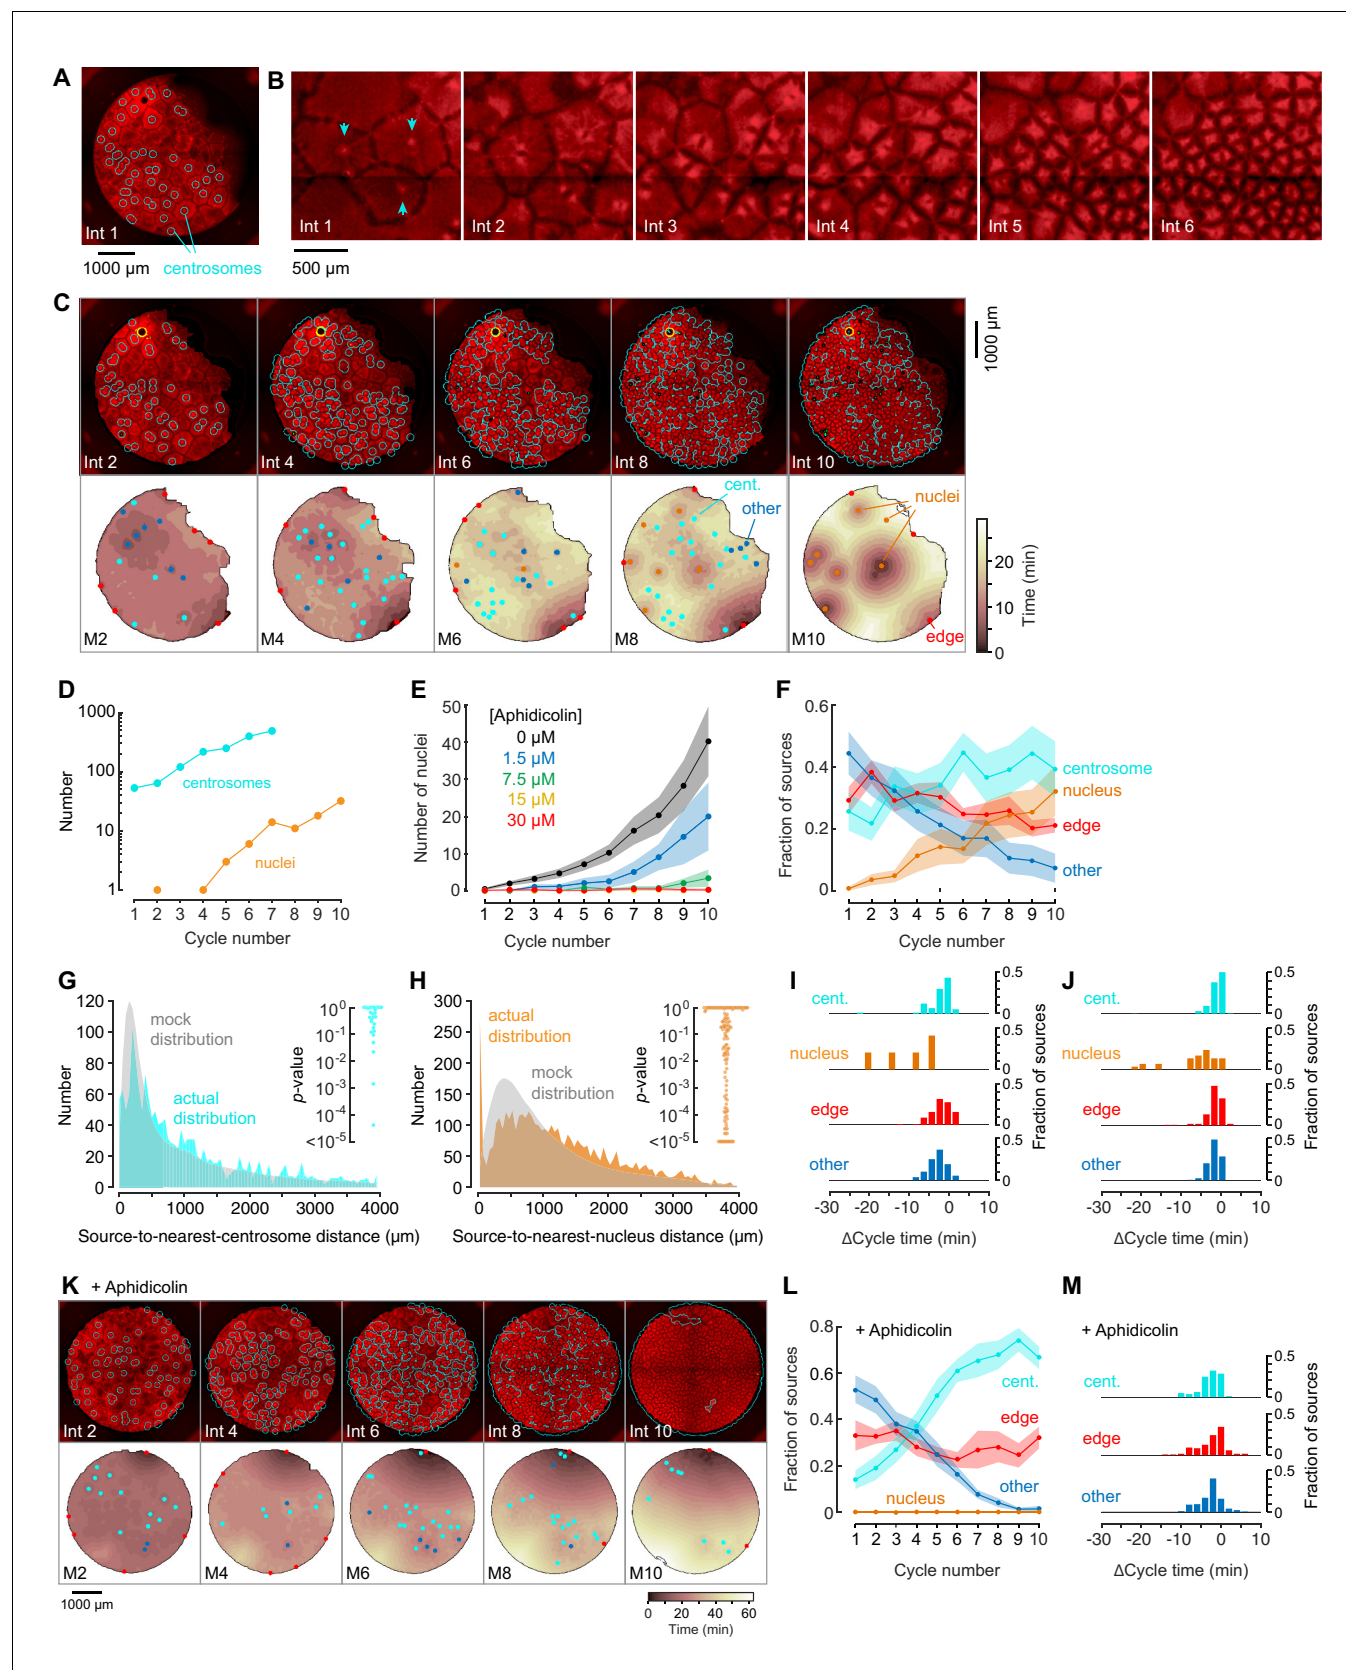 A
Int 1
1000 µm
centrosomes
B
Int 1
Int 2
Int 3
Int 4
Int 5
Int 6
500 µm
C
Int 2
Int 4
Int 6
Int 8
Int 10
1000 µm
M2
M4
M6
M8
M10
cent.
other
nuclei
edge
20
10
0
Time (min)
D
1000
100
10
1
Number
centrosomes
nuclei
1 2 3 4 5 6 7 8 9 10
Cycle number
E
50
40
30
20
10
0
Number of nuclei
[Aphidicolin]
0 µM
1.5 µM
7.5 µM
15 µM
30 µM
1 2 3 4 5 6 7 8 9 10
Cycle number
F
0.6
0.4
0.2
0
Fraction of sources
centrosome
nucleus
edge
other
1 2 3 4 5 6 7 8 9 10
Cycle number
G
120
100
80
60
40
20
0
Number
mock
distribution
actual
distribution
p-value
10⁰
10⁻¹
10⁻²
10⁻³
10⁻⁴
<10⁻⁵
0 1000 2000 3000 4000
Source-to-nearest-centrosome distance (µm)
H
300
250
200
150
100
50
0
Number
actual
distribution
mock
distribution
p-value
10⁰
10⁻¹
10⁻²
10⁻³
10⁻⁴
<10⁻⁵
0 1000 2000 3000 4000
Source-to-nearest-nucleus distance (µm)
I
cent.
0.5
0
nucleus
0.5
0
edge
0.5
0
other
0.5
0
Fraction of sources
-30 -20 -10 0 10
ΔCycle time (min)
J
cent.
0.5
0
nucleus
0.5
0
edge
0.5
0
other
0.5
0
Fraction of sources
-30 -20 -10 0 10
ΔCycle time (min)
K + Aphidicolin
Int 2
Int 4
Int 6
Int 8
Int 10
M2
M4
M6
M8
M10
1000 µm
0 20 40 60
Time (min)
L
+ Aphidicolin
0.8
0.6
0.4
0.2
0
Fraction of sources
cent.
edge
other
nucleus
1 2 3 4 5 6 7 8 9 10
Cycle number
M
+ Aphidicolin
cent.
0.5
0
edge
0.5
0
other
0.5
0
Fraction of sources
-30 -20 -10 0 10
ΔCycle time (min)